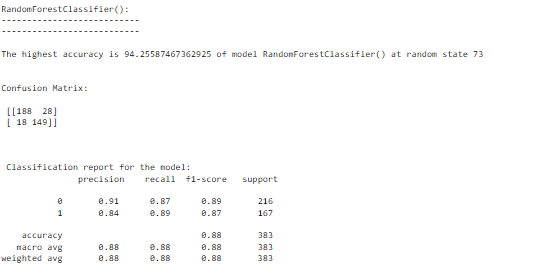 RandomForestClassifier():
---------------------------
---------------------------
The highest accuracy is 94.25587467362925 of model RandomForestClassifier() at random state 73
Confusion Matrix:
[[188 28]
[ 18 149]]
Classification report for the model:
precision recall f1-score support
0 0.91 0.87 0.89 216
1 0.84 0.89 0.87 167
accuracy 0.88 383
macro avg 0.88 0.88 0.88 383
weighted avg 0.88 0.88 0.88 383